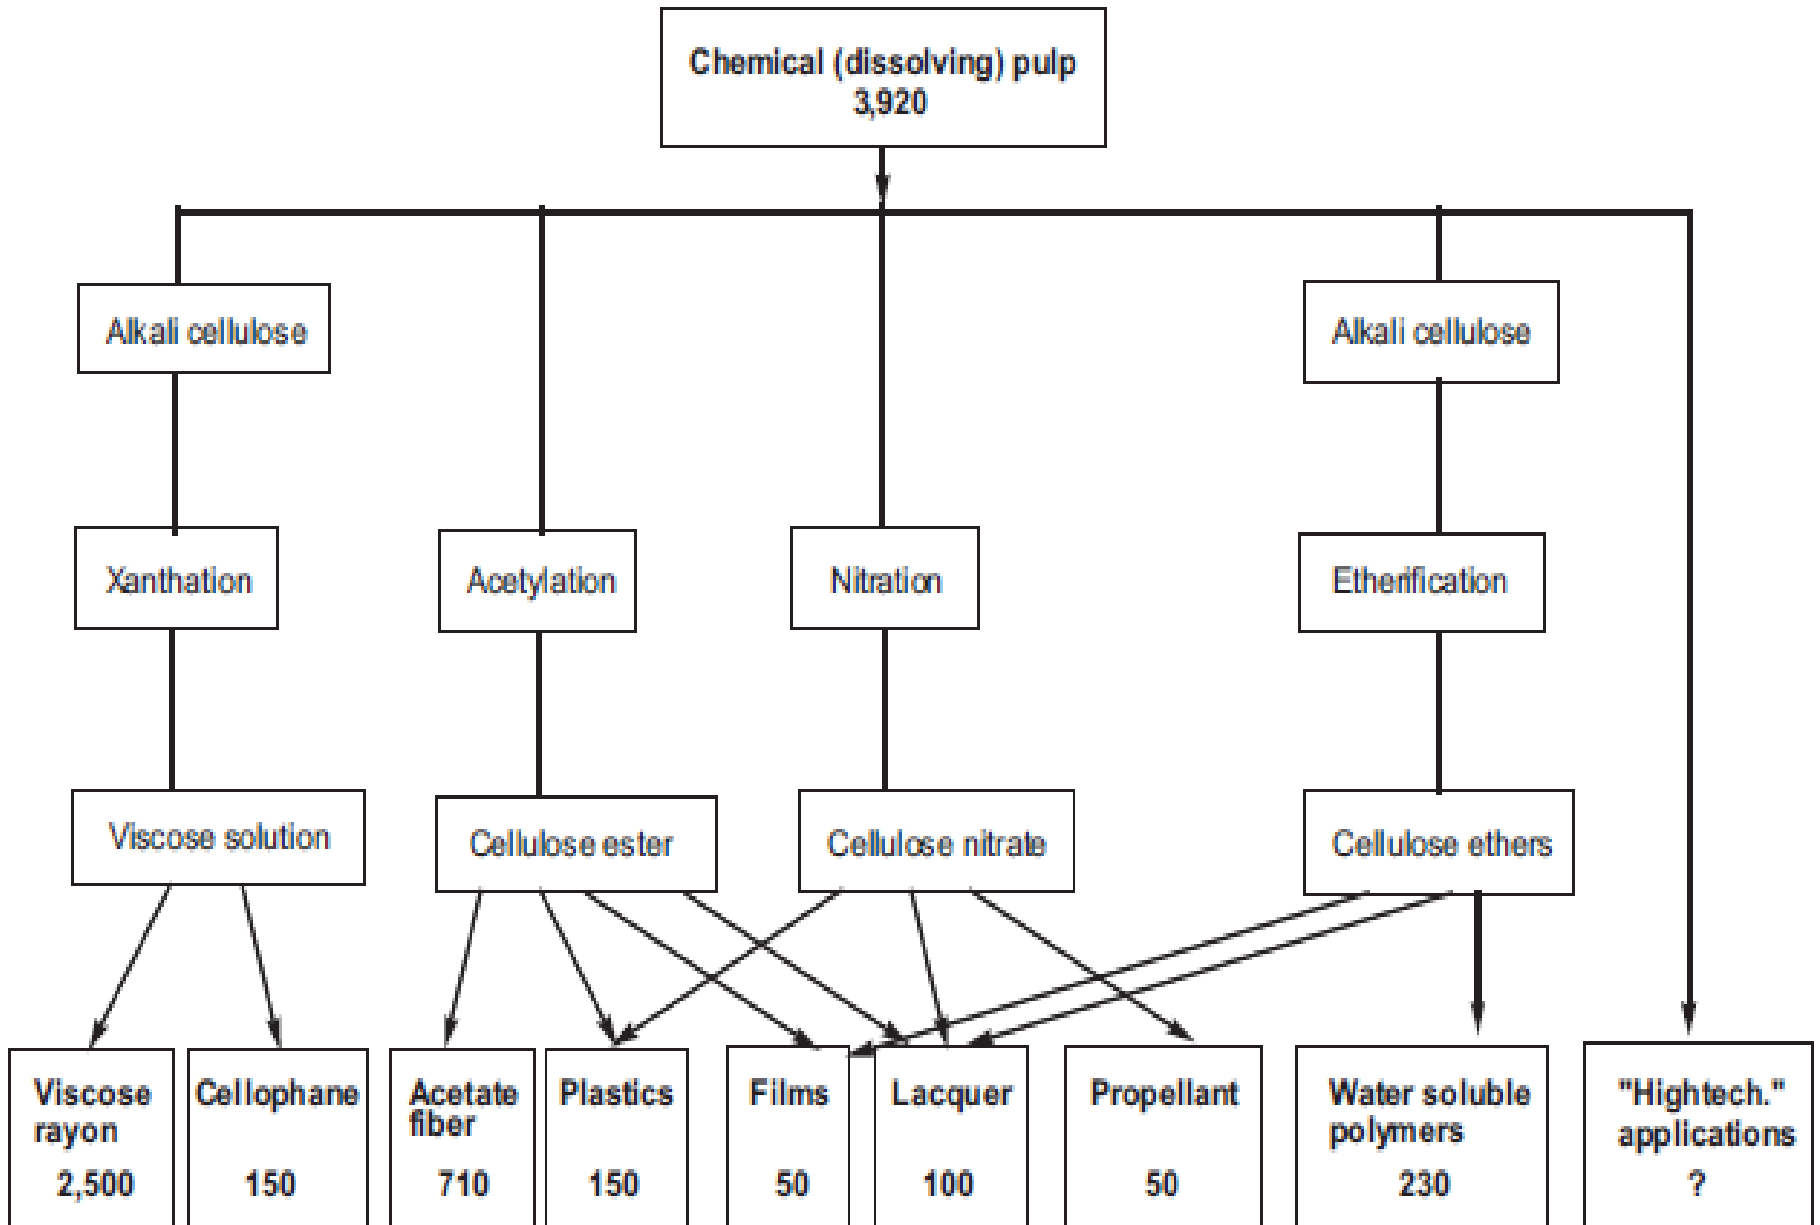 Chemical (dissolving) pulp
3,920
Alkali cellulose
Alkali cellulose
Xanthation
Acetylation
Nitration
Etherification
Viscose solution
Cellulose ester
Cellulose nitrate
Cellulose ethers
Viscose
rayon
2,500
Cellophane
150
Acetate
fiber
710
Plastics
150
Films
50
Lacquer
100
Propellant
50
Water soluble
polymers
230
"Hightech."
applications
?